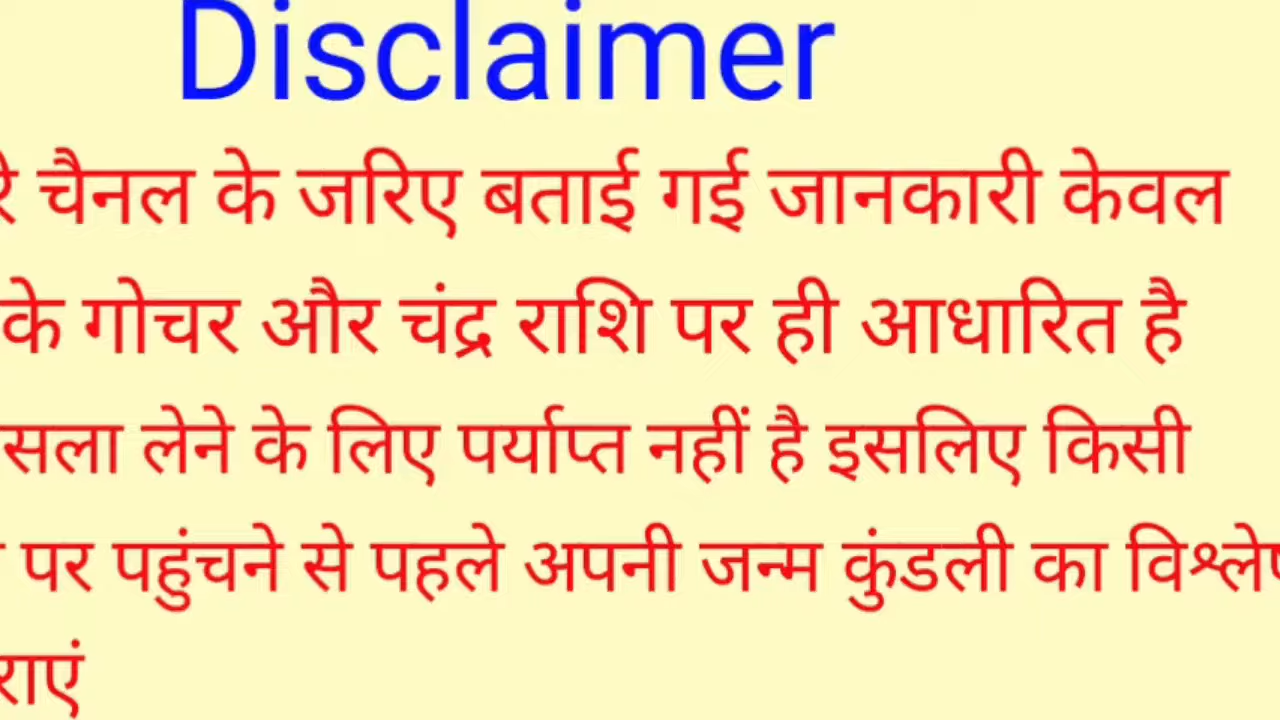 Disclaimer
चैनल के जरिए बताई गई जानकारी केवल
के गोचर और चंद्र राशि पर ही आधारित है
लेने के लिए पर्याप्त नहीं है इसलिए किसी
पर पहुंचने से पहले अपनी जन्म कुंडली का